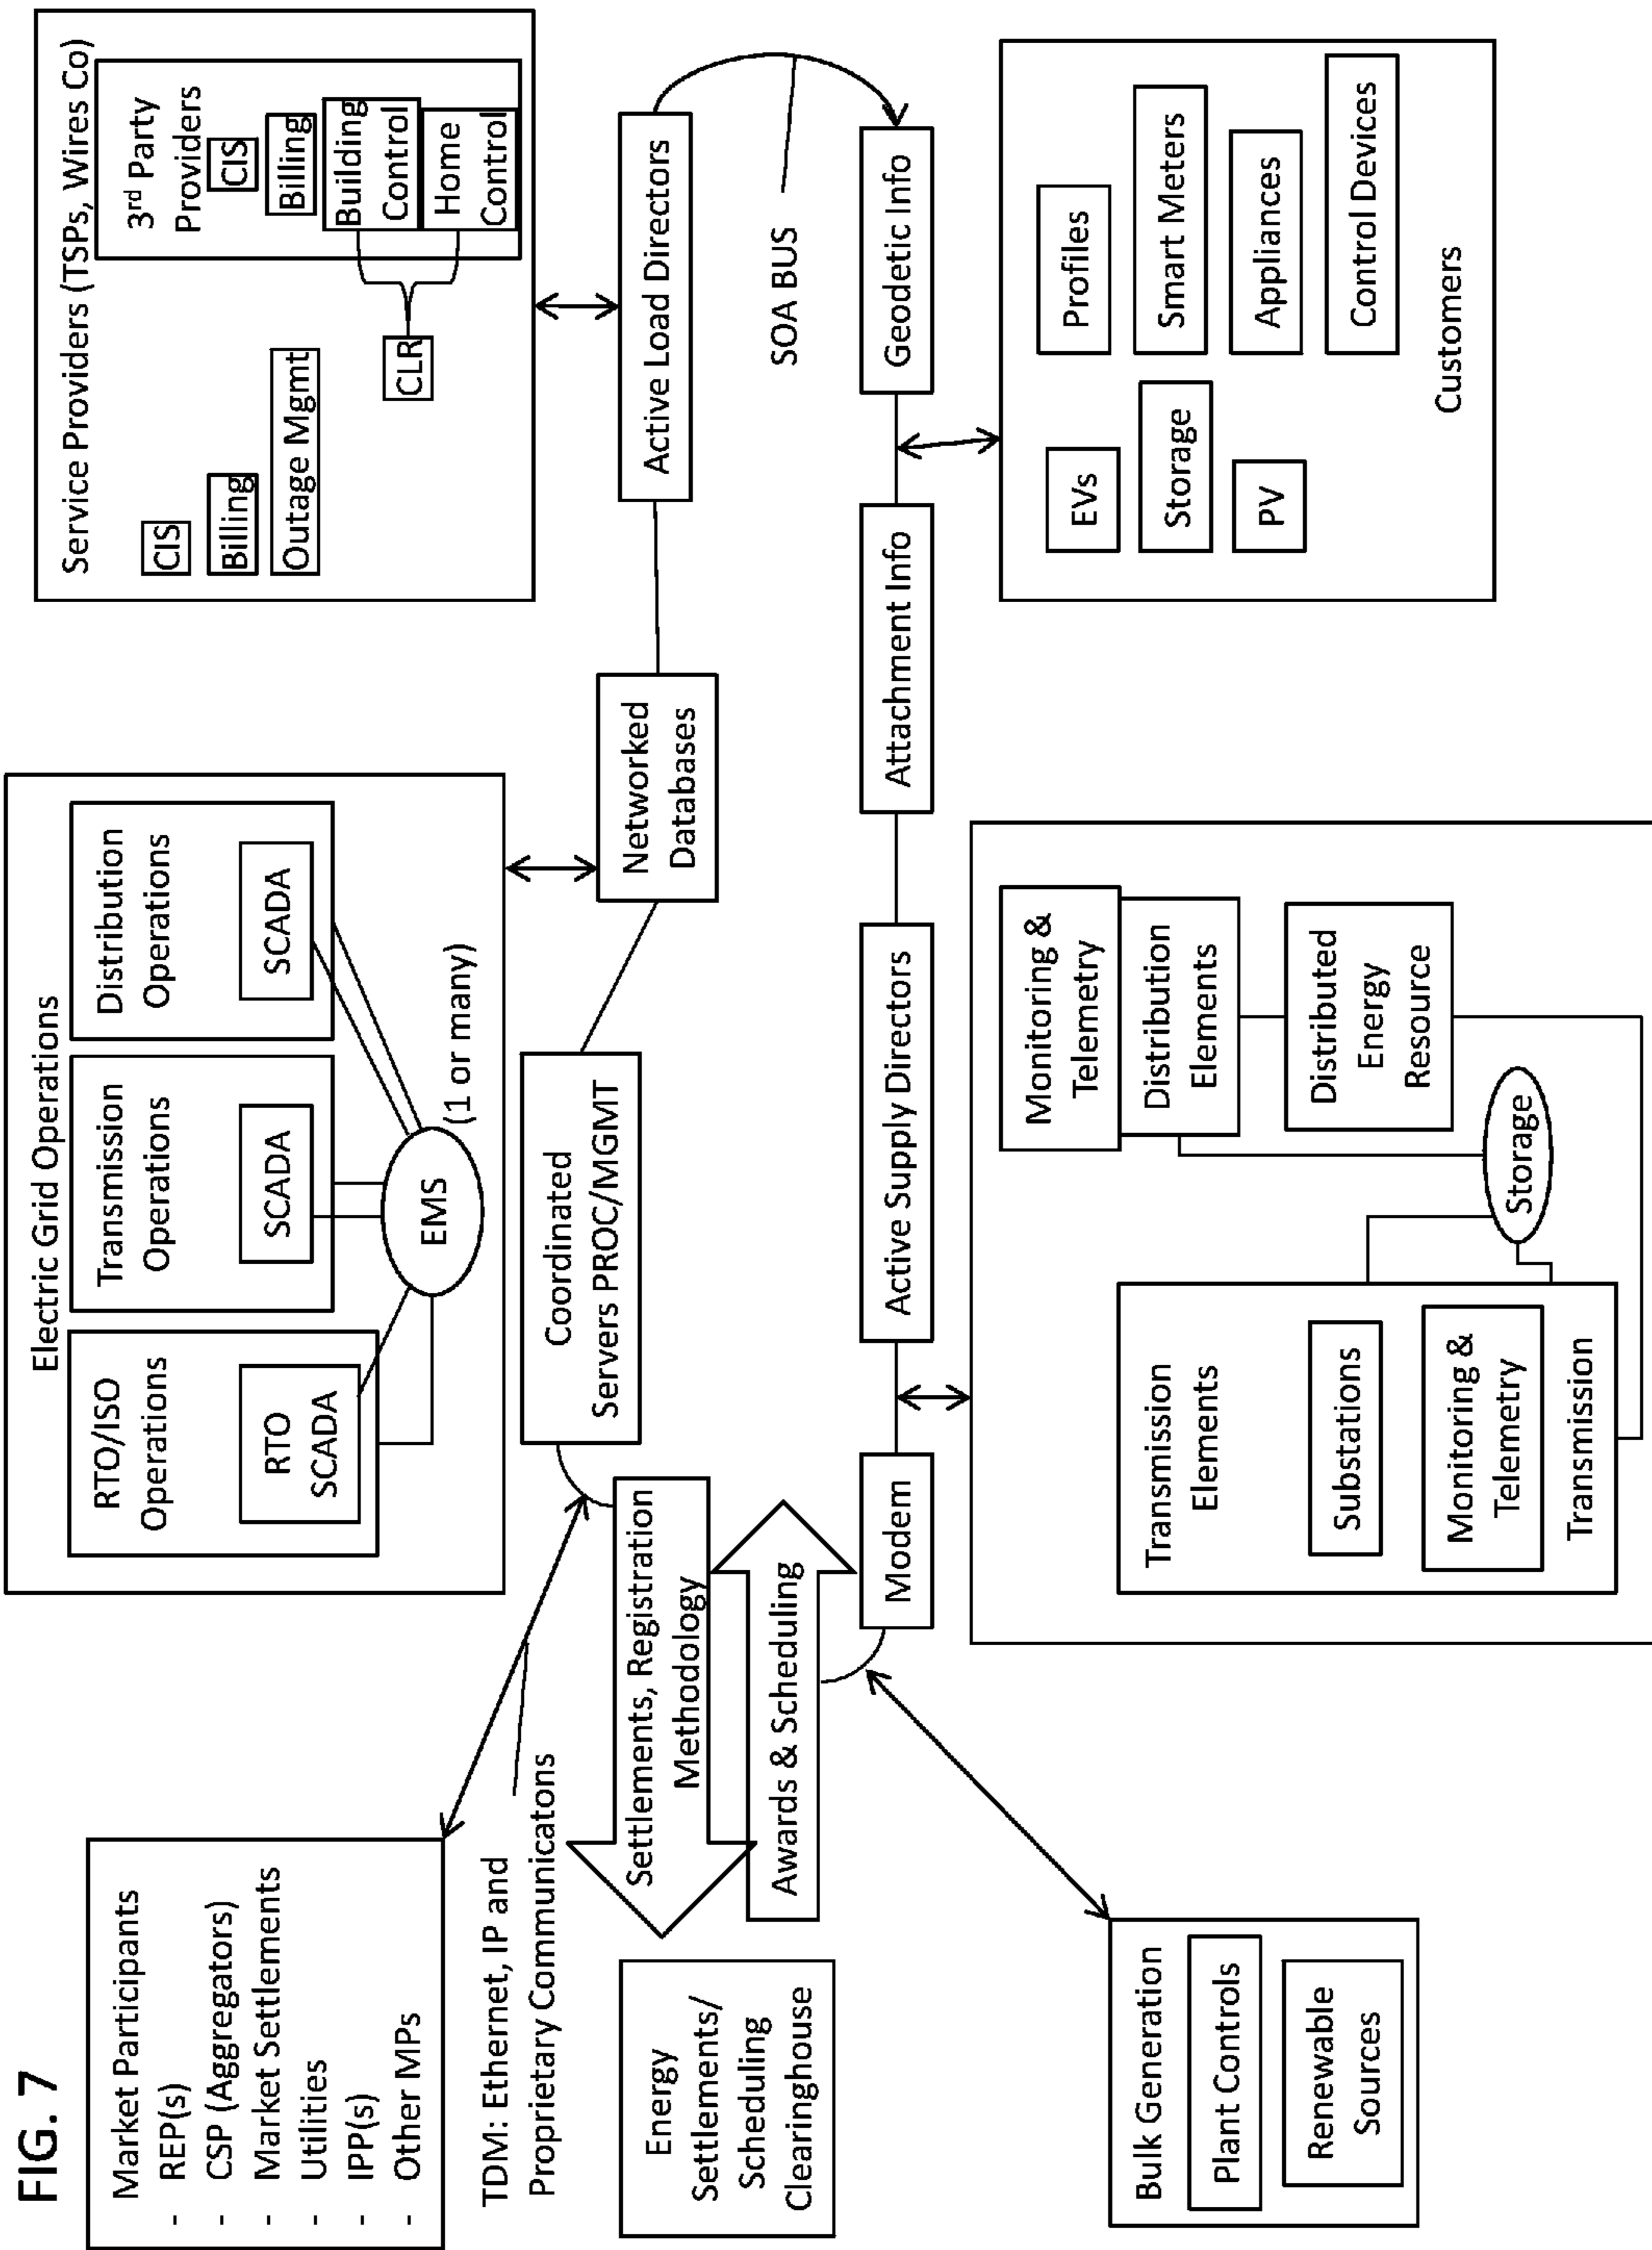 FIG. 7
Market Participants
- REP(s)
- CSP (Aggregators)
- Market Settlements
- Utilities
- IPP(s)
- Other MPs
TDM: Ethernet, IP and
Proprietary Communicatons
Energy
Settlements/
Scheduling
Clearinghouse
Bulk Generation
Plant Controls
Renewable
Sources
Settlements, Registration
Methodology
Awards & Scheduling
Electric Grid Operations
RTO/ISO
Operations
RTO
SCADA
Transmission
Operations
SCADA
Distribution
Operations
SCADA
EMS
(1 or many)
Coordinated
Servers PROC/MGMT
Networked
Databases
Active Load Directors
SOA BUS
Modem
Active Supply Directors
Attachment Info
Geodetic Info
Service Providers (TSPs, Wires Co)
CIS
Billing
Outage Mgmt
CLR
3rd Party
Providers
CIS
Billing
Building
Control
Home
Control
Transmission
Elements
Substations
Monitoring &
Telemetry
Transmission
Storage
Monitoring &
Telemetry
Distribution
Elements
Distributed
Energy
Resource
EVs
Storage
PV
Profiles
Smart Meters
Appliances
Control Devices
Customers